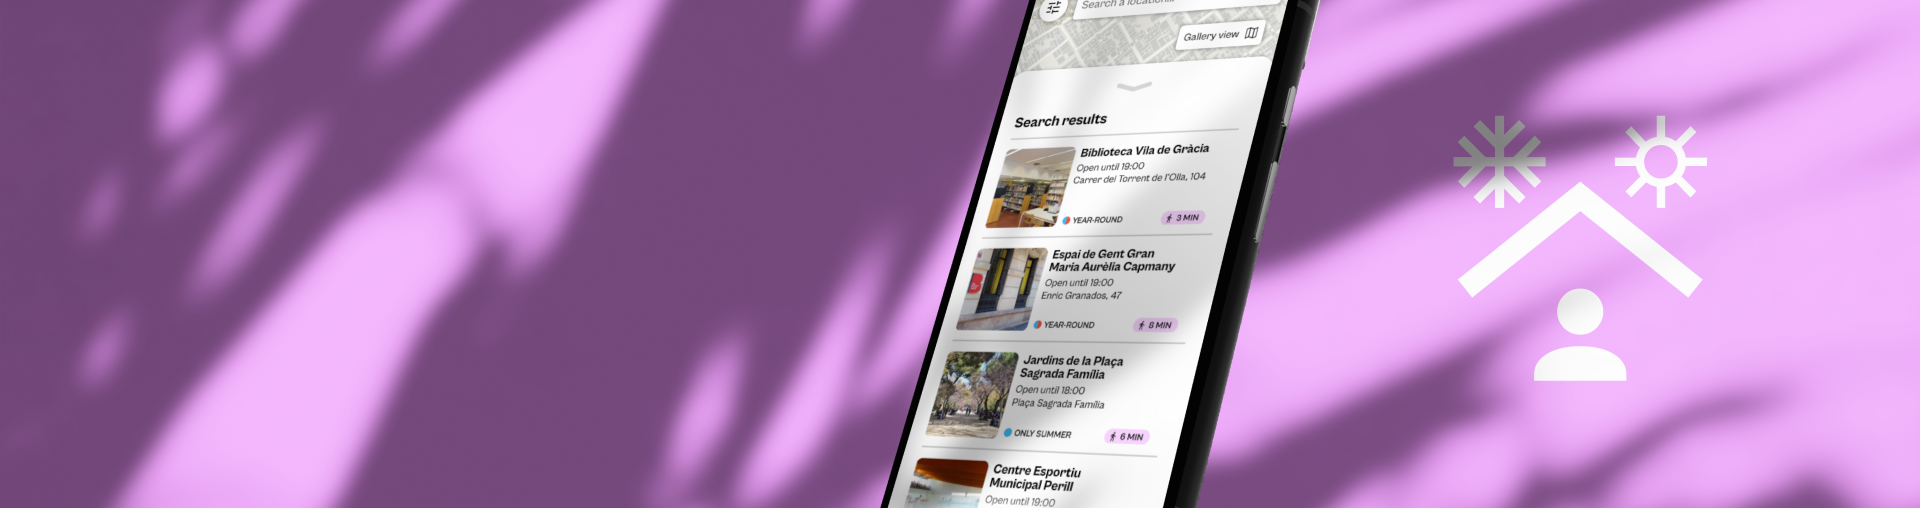 Search a location...
Gallery view
Search results
Biblioteca Vila de Gràcia
Open until 19:00
Carrer del Torrent de l'Olla, 104
YEAR-ROUND
3 MIN
Espai de Gent Gran
Maria Aurèlia Capmany
Open until 19:00
Enric Granados, 47
YEAR-ROUND
8 MIN
Jardins de la Plaça
Sagrada Família
Open until 18:00
Plaça Sagrada Família
ONLY SUMMER
6 MIN
Centre Esportiu
Municipal Perill
Open until 19:00